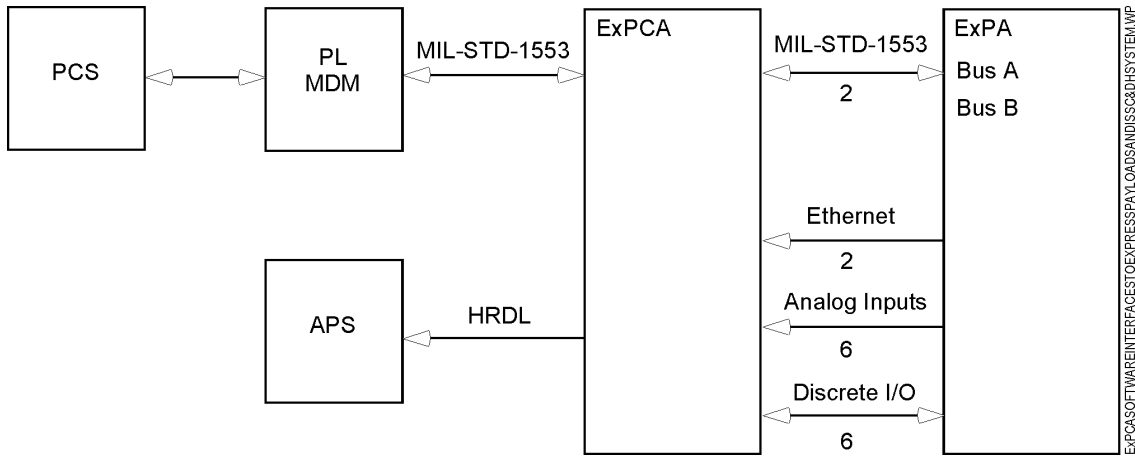 PCS
PL
MDM
MIL-STD-1553
ExPCA
MIL-STD-1553
2
ExPA
Bus A
Bus B
Ethernet
2
APS
HRDL
Analog Inputs
6
Discrete I/O
6
ExPCASOFTWAREINTERFACESTOEXPRESSPAYLOADSANDISSC&DHSYSTEM.WP